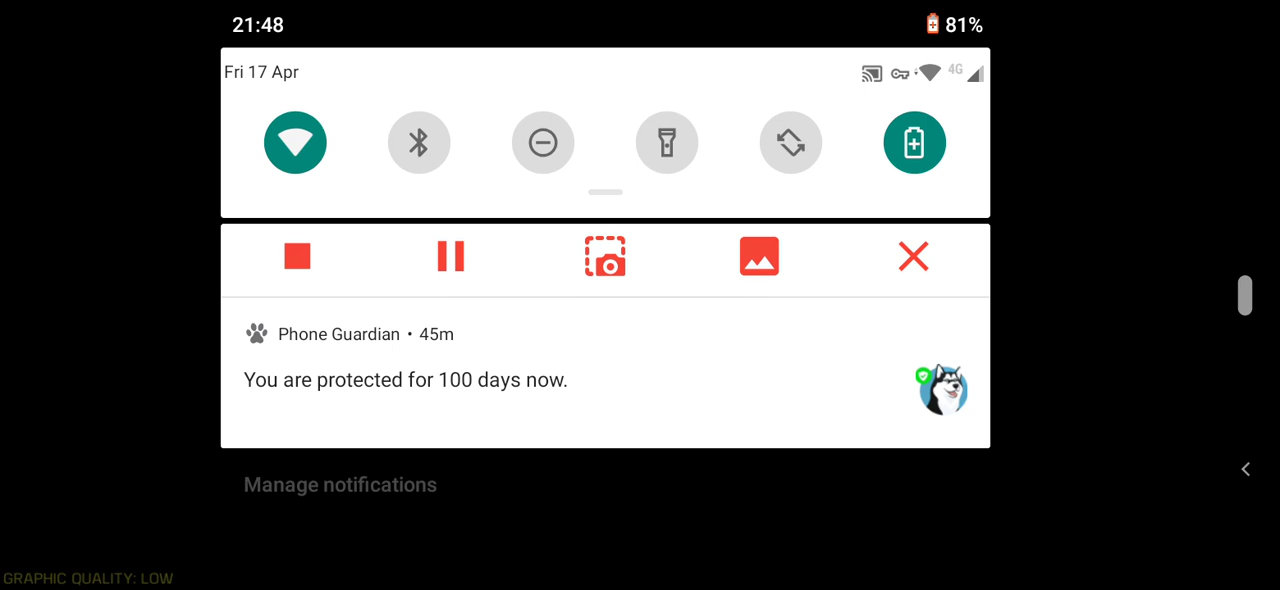 21:48
81%
Fri 17 Apr
4G
Phone Guardian • 45m
You are protected for 100 days now.
Manage notifications
GRAPHIC QUALITY: LOW